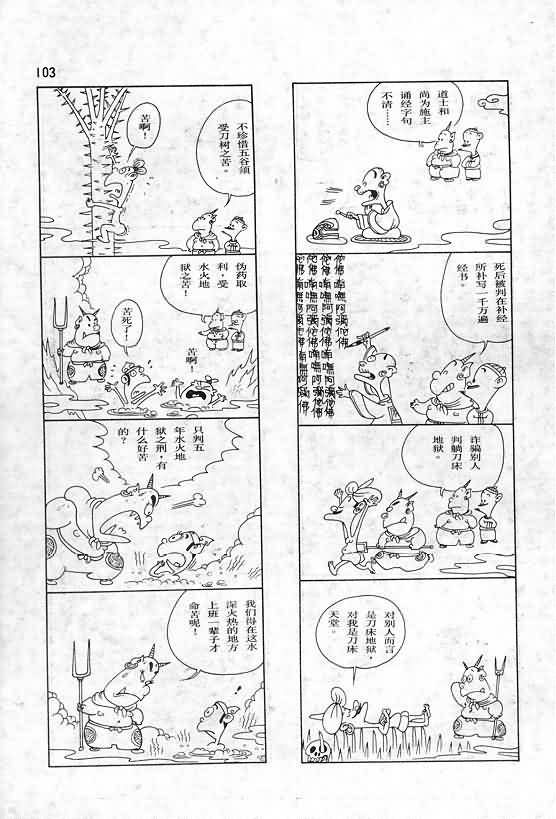 103
道士和
尚为施主
诵经字句
不清……
死后被判在补经
所补写一千万遍
经书。
诈骗别人
判躺刀床
地狱。
对别人而言
是刀床地狱，
对我是刀床
天堂。
不珍惜五谷须
受刀树之苦。
苦啊！
伪药取
利，受
水火地
狱之苦！
苦啊！
苦死了！
只判五
年水火地
狱之刑，有
什么好苦
的？
我们得在这水
深火热的地方
上班一辈子才
命苦呢！